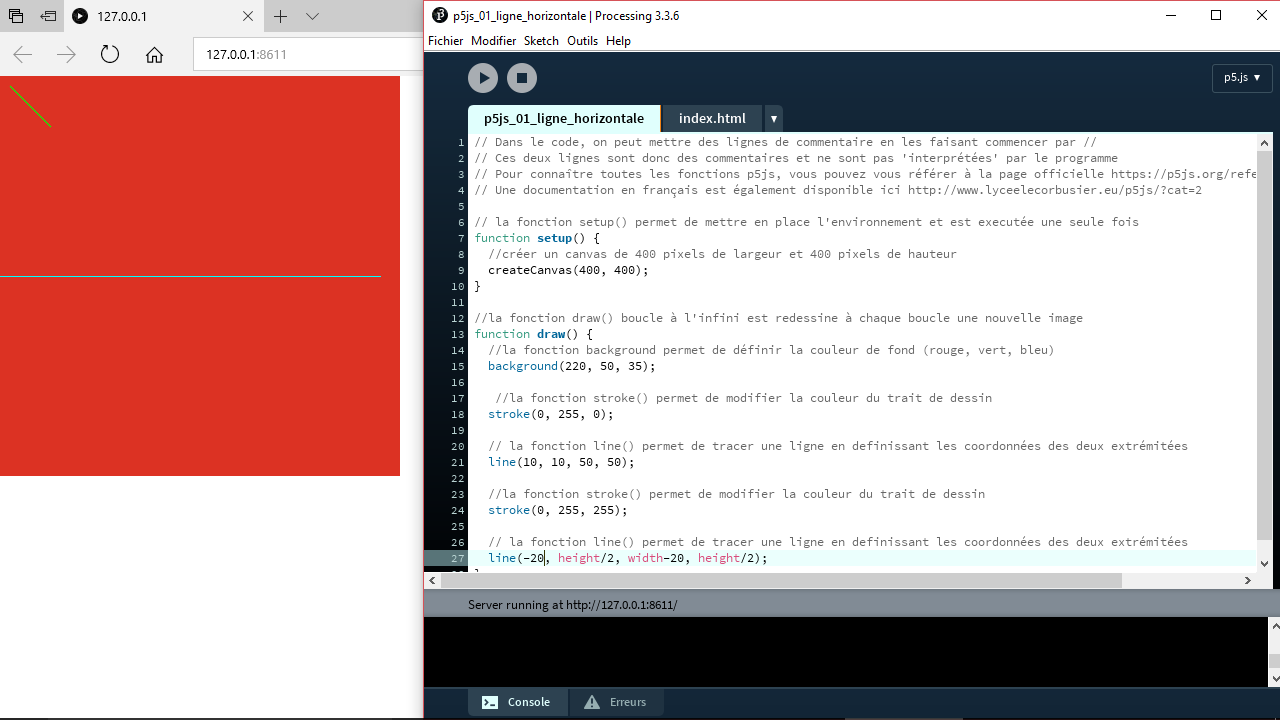 127.0.0.1
127.0.0.1:8611
p5js_01_ligne_horizontale | Processing 3.3.6
Fichier Modifier Sketch Outils Help
p5.js ▼
p5js_01_ligne_horizontale index.html ▼
1 // Dans le code, on peut mettre des lignes de commentaire en les faisant commencer par //
2 // Ces deux lignes sont donc des commentaires et ne sont pas 'interprétées' par le programme
3 // Pour connaître toutes les fonctions p5js, vous pouvez vous référer à la page officielle https://p5js.org/refe
4 // Une documentation en français est également disponible ici http://www.lyceelecorbusier.eu/p5js/?cat=2
5
6 // la fonction setup() permet de mettre en place l'environnement et est executée une seule fois
7 function setup() {
8 //créer un canvas de 400 pixels de largeur et 400 pixels de hauteur
9 createCanvas(400, 400);
10 }
11
12 //la fonction draw() boucle à l'infini est redessine à chaque boucle une nouvelle image
13 function draw() {
14 //la fonction background permet de définir la couleur de fond (rouge, vert, bleu)
15 background(220, 50, 35);
16
17 //la fonction stroke() permet de modifier la couleur du trait de dessin
18 stroke(0, 255, 0);
19
20 // la fonction line() permet de tracer une ligne en definissant les coordonnées des deux extrémitées
21 line(10, 10, 50, 50);
22
23 //la fonction stroke() permet de modifier la couleur du trait de dessin
24 stroke(0, 255, 255);
25
26 // la fonction line() permet de tracer une ligne en definissant les coordonnées des deux extrémitées
27 line(-20, height/2, width-20, height/2);
Server running at http://127.0.0.1:8611/
Console Erreurs